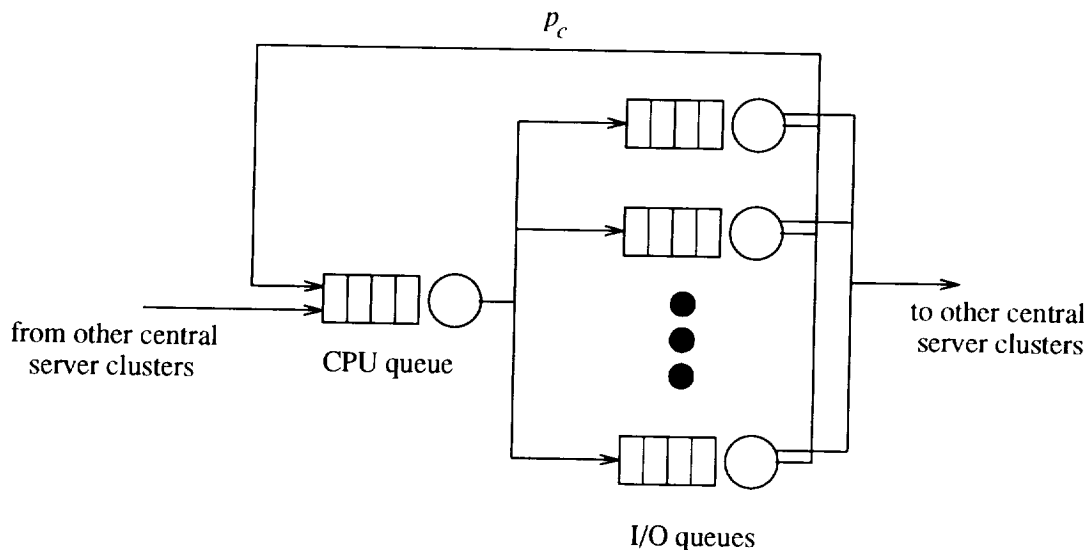 p_c
from other central
server clusters
CPU queue
to other central
server clusters
I/O queues